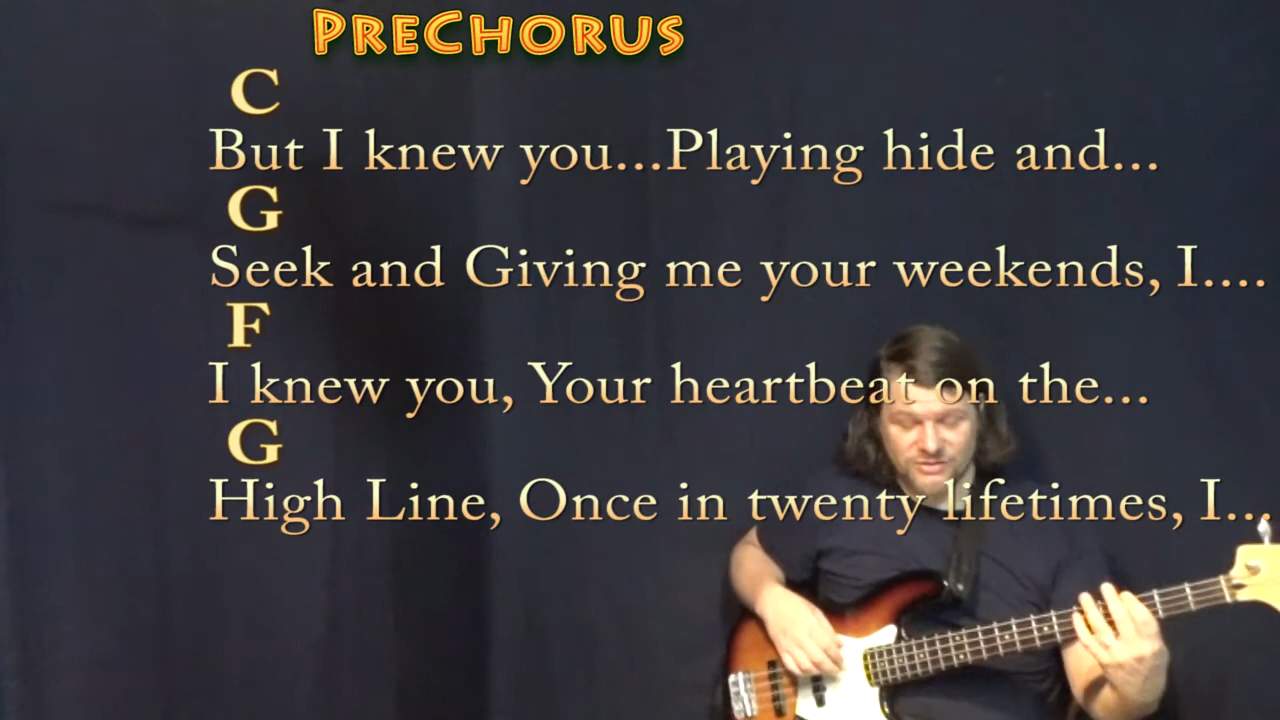 PRECHORUS
C
But I knew you...Playing hide and...
G
Seek and Giving me your weekends, I....
F
I knew you, Your heartbeat on the...
G
High Line, Once in twenty lifetimes, I...